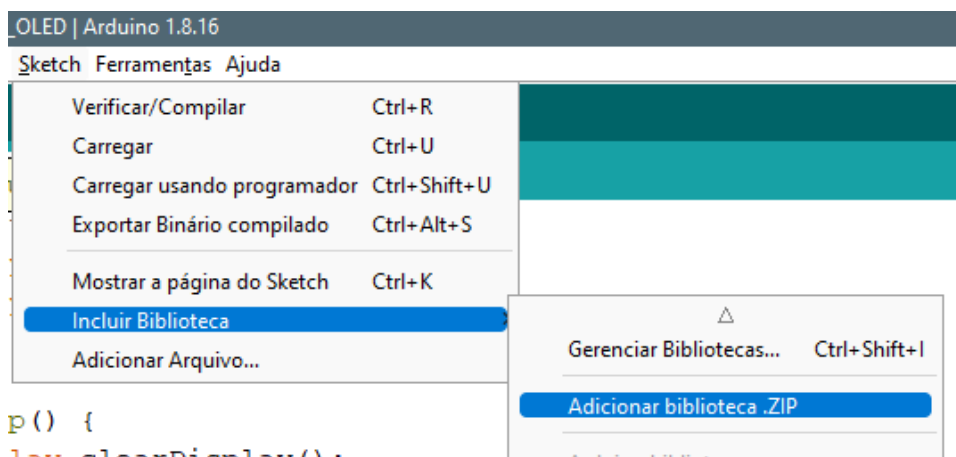 _OLED | Arduino 1.8.16
Sketch Ferramentas Ajuda
Verificar/Compilar Ctrl+R
Carregar Ctrl+U
Carregar usando programador Ctrl+Shift+U
Exportar Binário compilado Ctrl+Alt+S
Mostrar a página do Sketch Ctrl+K
Incluir Biblioteca
Adicionar Arquivo...
Gerenciar Bibliotecas... Ctrl+Shift+I
Adicionar biblioteca .ZIP
p() {
clearDisplay();